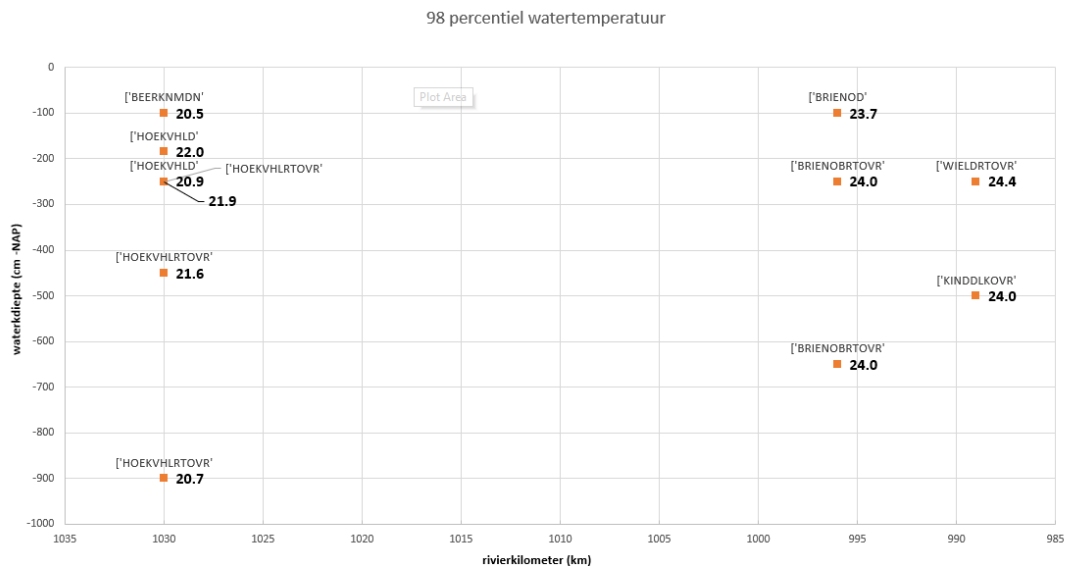 98 percentiel watertemperatuur
0
-100
-200
-300
-400
-500
-600
-700
-800
-900
-1000
waterkdiepte (cm -NAP)
['BEERKNMDN'
20.5
['HOEKVHLD'
22.0
['HOEKVHLD'
20.9
['HOEKVHLRTOVR'
21.9
['HOEKVHLRTOVR'
21.6
['HOEKVHLRTOVR'
20.7
Plot Area
['BRIENOD'
23.7
['BRIENOBRTOVR'
24.0
['WIELDRTOVR'
24.4
['KINDDLKOVR'
24.0
['BRIENOBRTOVR'
24.0
1035 1030 1025 1020 1015 1010 1005 1000 995 990 985
rivierkilometer (km)